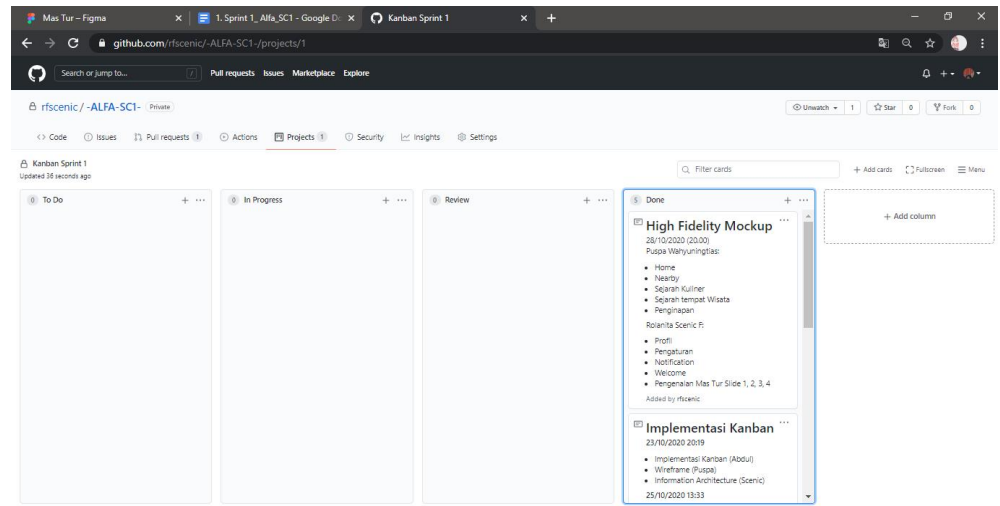 Mas Tur – Figma
1. Sprint 1_ Alfa_SC1 - Google Do
Kanban Sprint 1
github.com/rfscenic/-ALFA-SC1-/projects/1
Search or jump to... /
Pull requests Issues Marketplace Explore
rfscenic / -ALFA-SC1- Private
Unwatch 1 Star 0 Fork 0
Code Issues Pull requests 1 Actions Projects 1 Security Insights Settings
Kanban Sprint 1
Updated 36 seconds ago
Filter cards
Add cards Fullscreen Menu
0 To Do
0 In Progress
0 Review
5 Done
Add column
High Fidelity Mockup
28/10/2020 (20.00)
Puspa Wahyuningtias:
Home
Nearby
Sejarah Kuliner
Sejarah tempat Wisata
Penginapan
Rolanita Scenic F:
Profil
Pengaturan
Notification
Welcome
Pengenalan Mas Tur Slide 1, 2, 3, 4
Added by rfscenic
Implementasi Kanban
23/10/2020 20:19
Implementasi Kanban (Abdul)
Wireframe (Puspa)
Information Architecture (Scenic)
25/10/2020 13:33